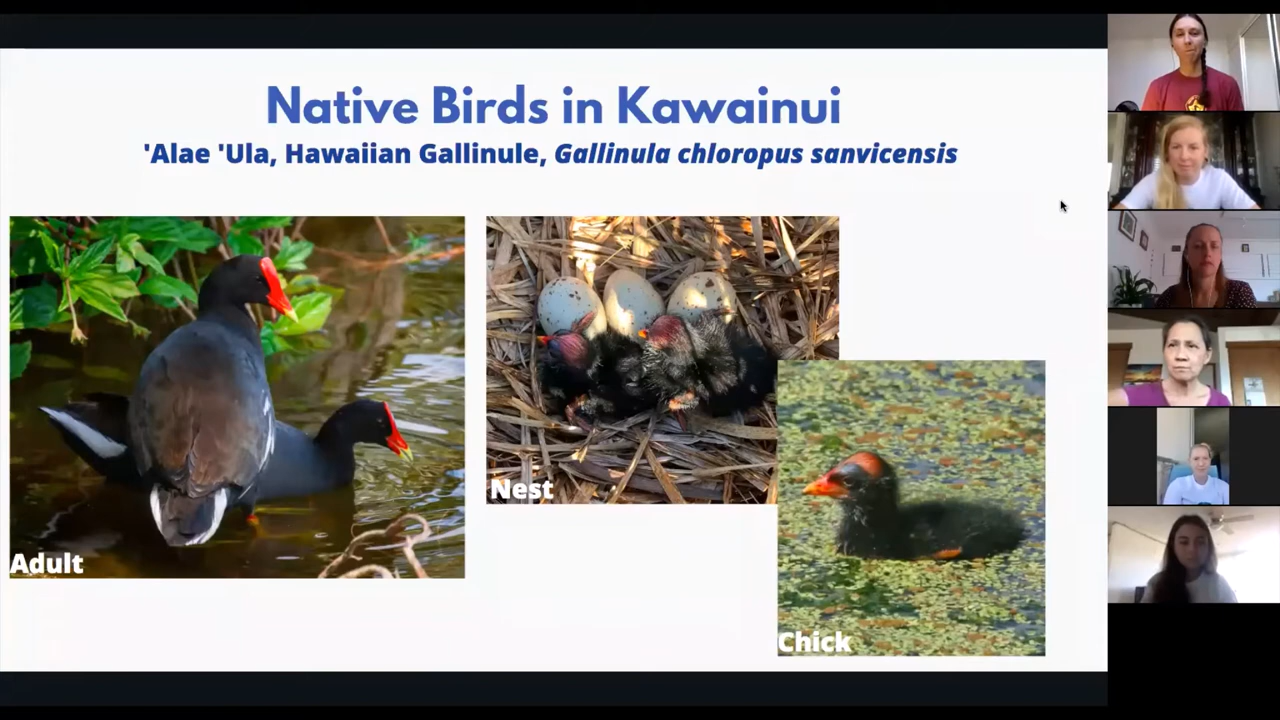 Native Birds in Kawainui
'Alae 'Ula, Hawaiian Gallinule, Gallinula chloropus sanvicensis
Adult
Nest
Chick